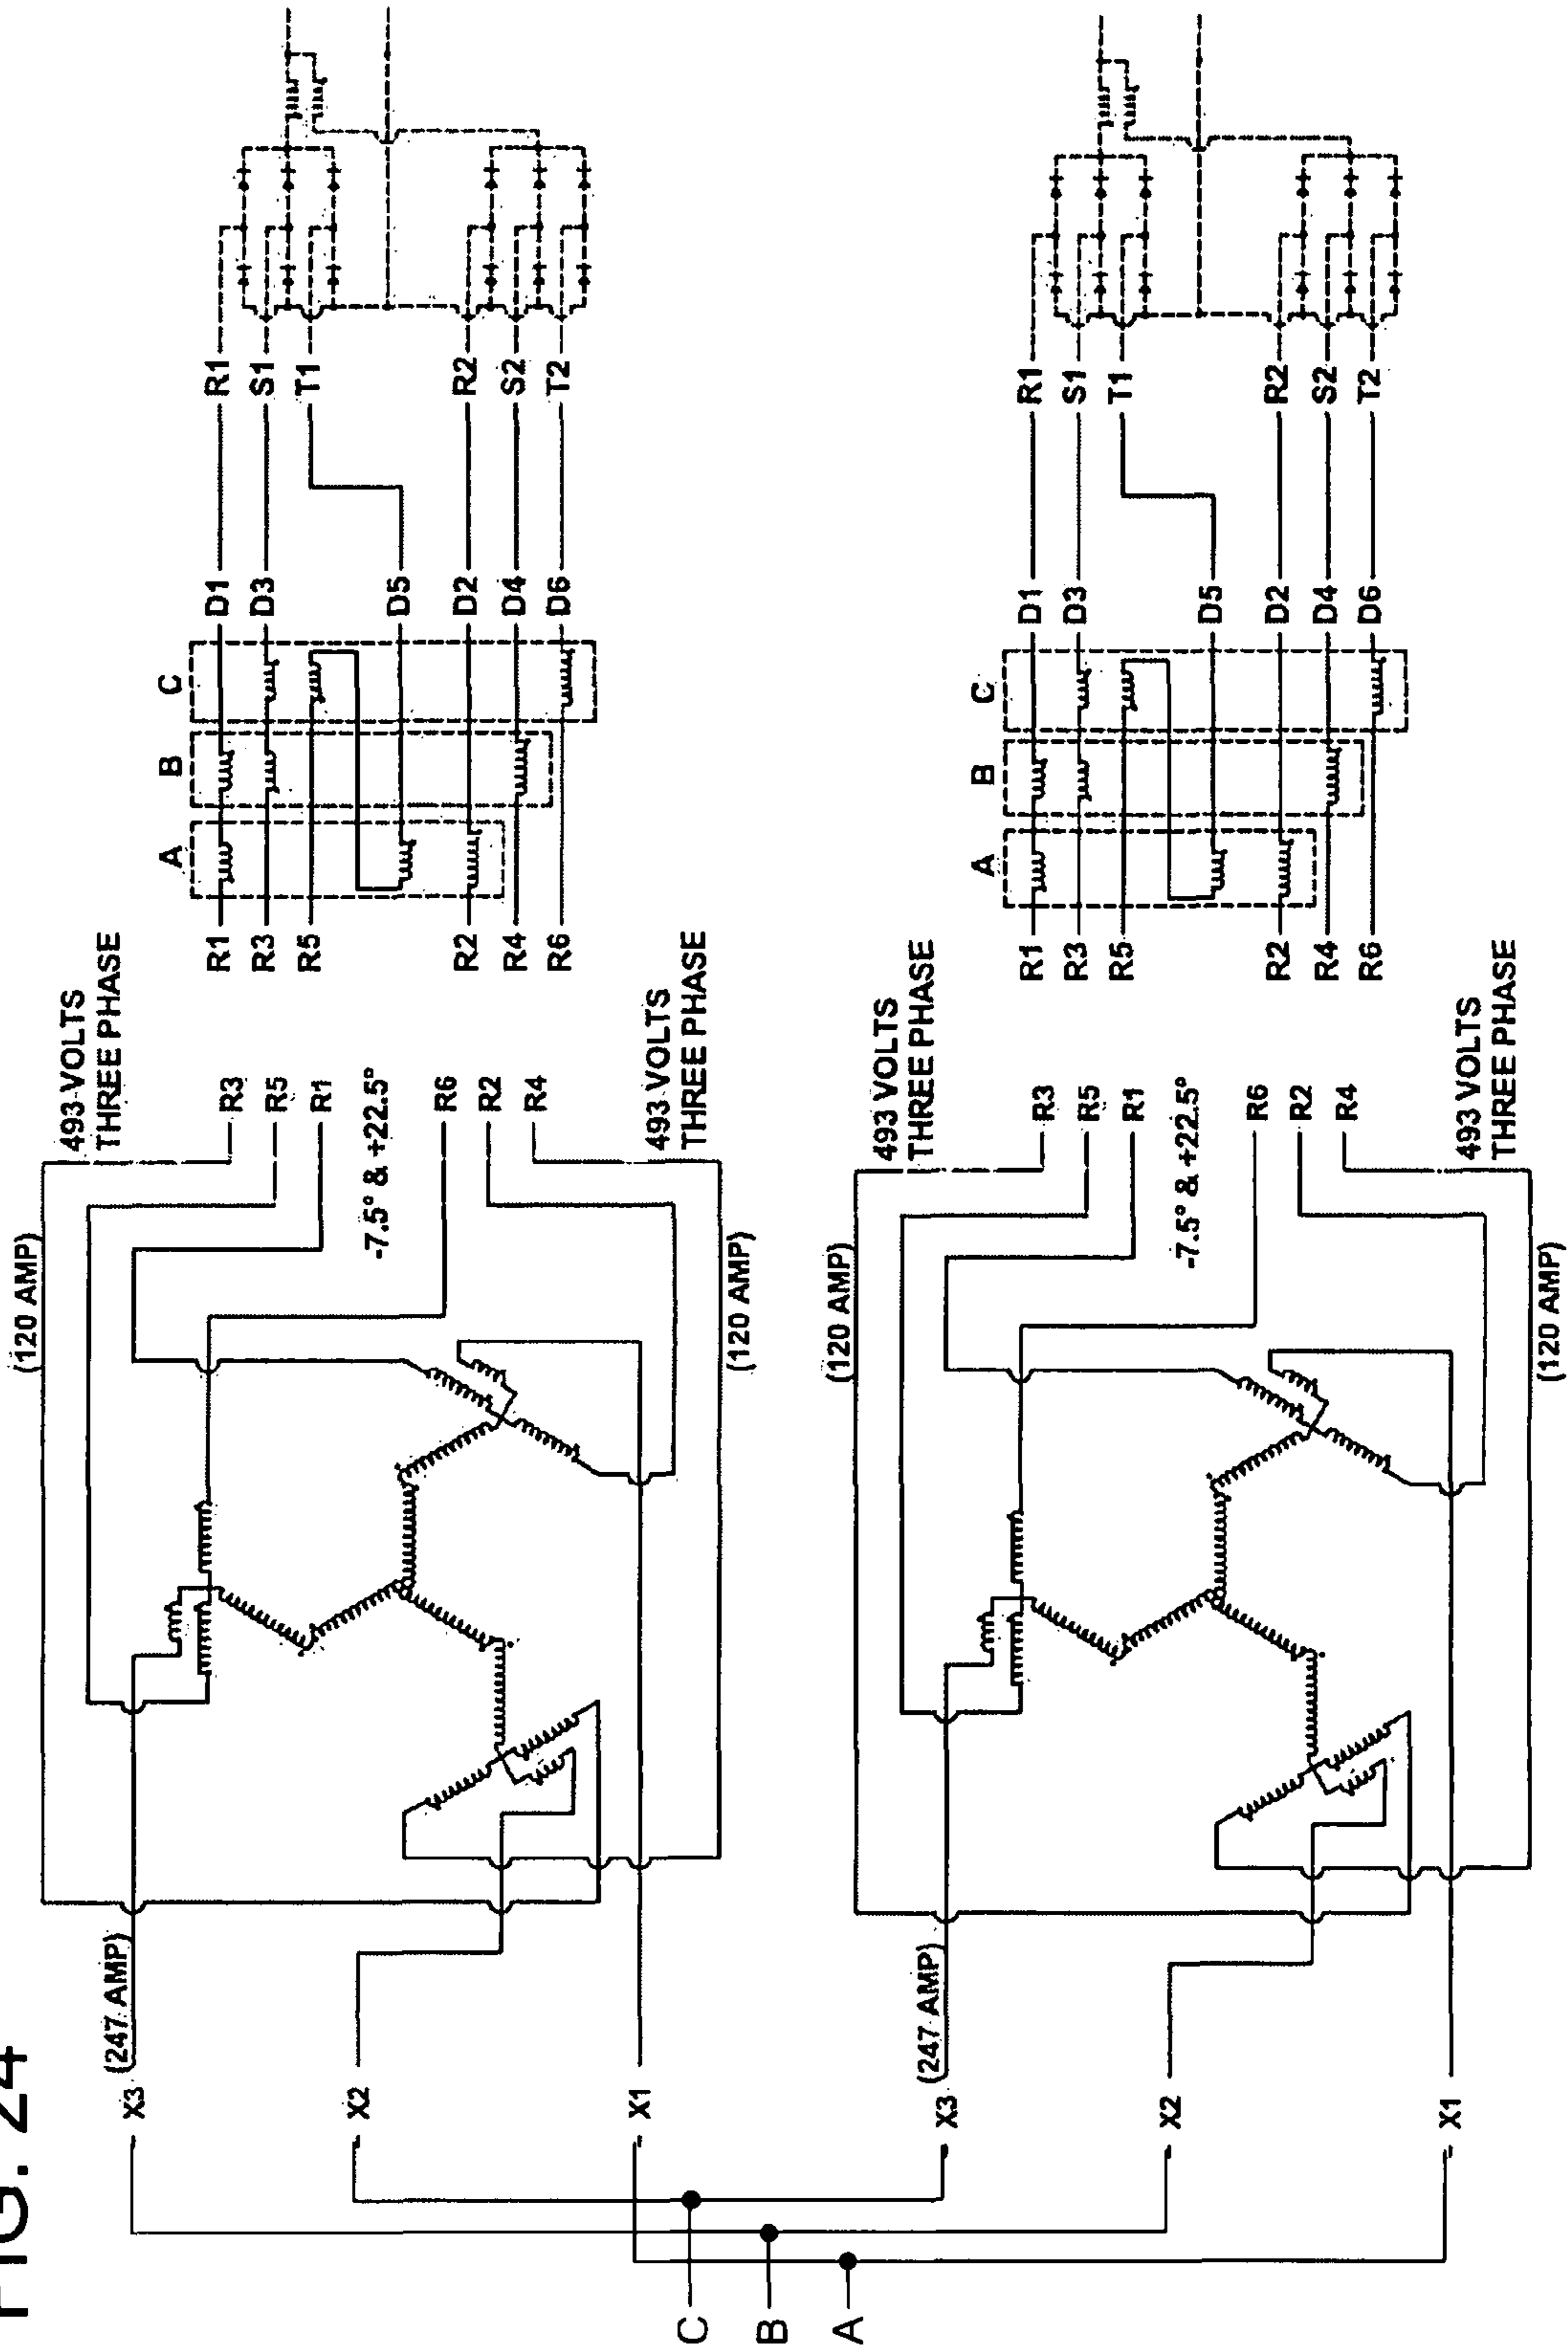 FIG. 24
C
B
A
X3
(247 AMP)
X2
X1
(120 AMP)
493 VOLTS
THREE PHASE
R3
R5
R1
-7.5° & +22.5°
R6
R2
R4
493 VOLTS
THREE PHASE
(120 AMP)
A
B
C
R1
D1
R1
R3
D3
S1
R5
T1
D5
R2
D2
R2
R4
D4
S2
R6
D6
T2
X3
(247 AMP)
X2
X1
(120 AMP)
493 VOLTS
THREE PHASE
R3
R5
R1
-7.5° & +22.5°
R6
R2
R4
493 VOLTS
THREE PHASE
(120 AMP)
A
B
C
R1
D1
R1
R3
D3
S1
R5
T1
D5
R2
D2
R2
R4
D4
S2
R6
D6
T2